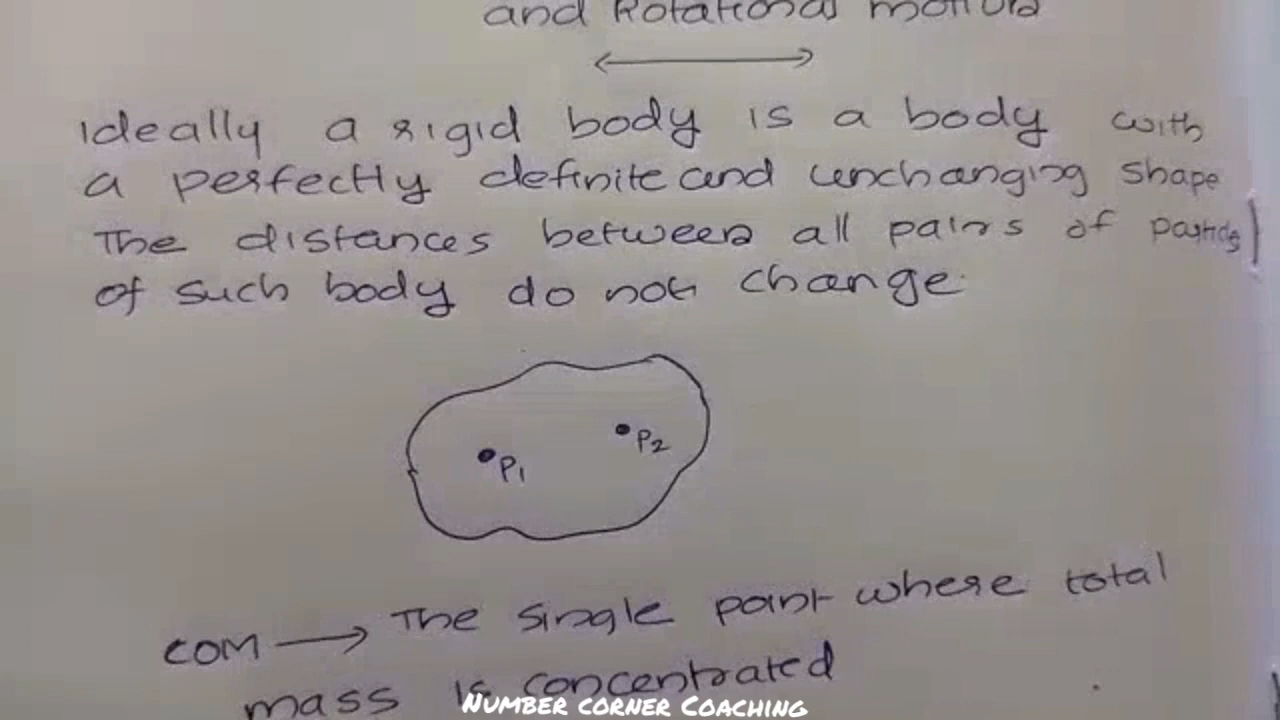 and Rotational motion
Ideally a rigid body is a body with
a perfectly definite and unchanging shape
The distances between all pairs of particles
of such body do not change.
P1
P2
COM → The single point where total
mass is concentrated
NUMBER CORNER COACHING